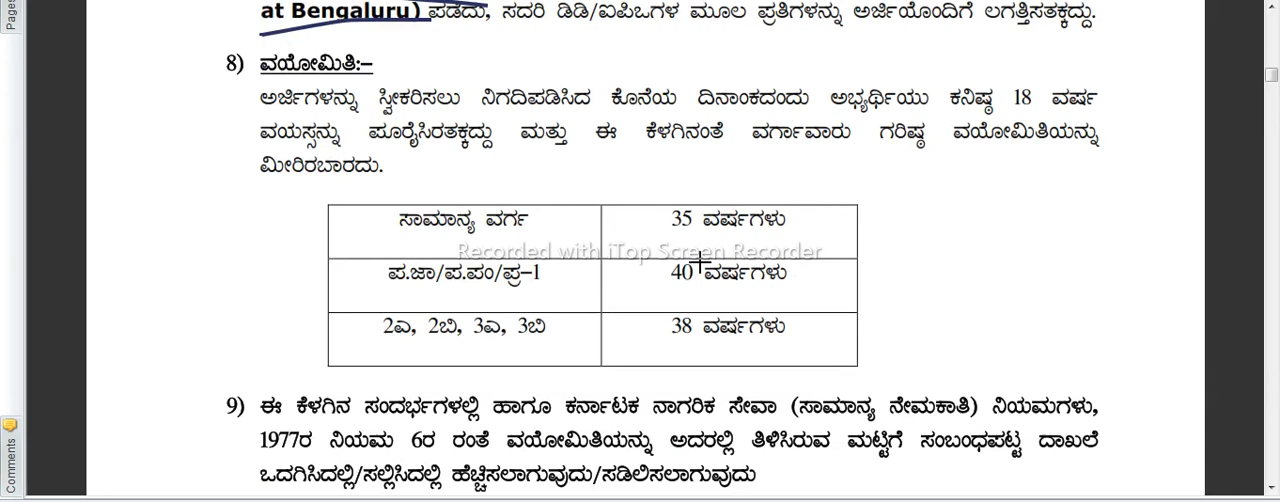 Pages
at Bengaluru) ಪಡೆದು, ಸದರಿ ಡಿಡಿ/ಐಪಿಒಗಳ ಮೂಲ ಪ್ರತಿಗಳನ್ನು ಅರ್ಜಿಯೊಂದಿಗೆ ಲಗತ್ತಿಸತಕ್ಕದ್ದು.
8) ವಯೋಮಿತಿ:–
ಅರ್ಜಿಗಳನ್ನು ಸ್ವೀಕರಿಸಲು ನಿಗದಿಪಡಿಸಿದ ಕೊನೆಯ ದಿನಾಂಕದಂದು ಅಭ್ಯರ್ಥಿಯು ಕನಿಷ್ಠ 18 ವರ್ಷ
ವಯಸ್ಸನ್ನು ಪೂರೈಸಿರತಕ್ಕದ್ದು ಮತ್ತು ಈ ಕೆಳಗಿನಂತೆ ವರ್ಗಾವಾರು ಗರಿಷ್ಠ ವಯೋಮಿತಿಯನ್ನು
ಮೀರಿರಬಾರದು.
ಸಾಮಾನ್ಯ ವರ್ಗ 35 ವರ್ಷಗಳು
Recorded with iTop Screen Recorder
ಪ.ಜಾ/ಪ.ಪಂ/ಪ್ರ–1 40 ವರ್ಷಗಳು
2ಎ, 2ಬಿ, 3ಎ, 3ಬಿ 38 ವರ್ಷಗಳು
9) ಈ ಕೆಳಗಿನ ಸಂದರ್ಭಗಳಲ್ಲಿ ಹಾಗೂ ಕರ್ನಾಟಕ ನಾಗರಿಕ ಸೇವಾ (ಸಾಮಾನ್ಯ ನೇಮಕಾತಿ) ನಿಯಮಗಳು,
1977ರ ನಿಯಮ 6ರ ರಂತೆ ವಯೋಮಿತಿಯನ್ನು ಅದರಲ್ಲಿ ತಿಳಿಸಿರುವ ಮಟ್ಟಿಗೆ ಸಂಬಂಧಪಟ್ಟ ದಾಖಲೆ
ಒದಗಿಸಿದಲ್ಲಿ/ಸಲ್ಲಿಸಿದಲ್ಲಿ ಹೆಚ್ಚಿಸಲಾಗುವುದು/ಸಡಿಲಿಸಲಾಗುವುದು
Comments